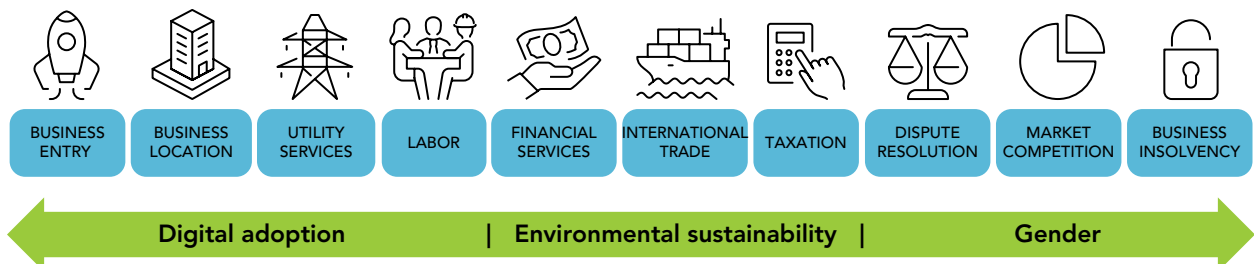 BUSINESS
ENTRY
BUSINESS
LOCATION
UTILITY
SERVICES
LABOR
FINANCIAL
SERVICES
INTERNATIONAL
TRADE
TAXATION
DISPUTE
RESOLUTION
MARKET
COMPETITION
BUSINESS
INSOLVENCY
Digital adoption | Environmental sustainability | Gender